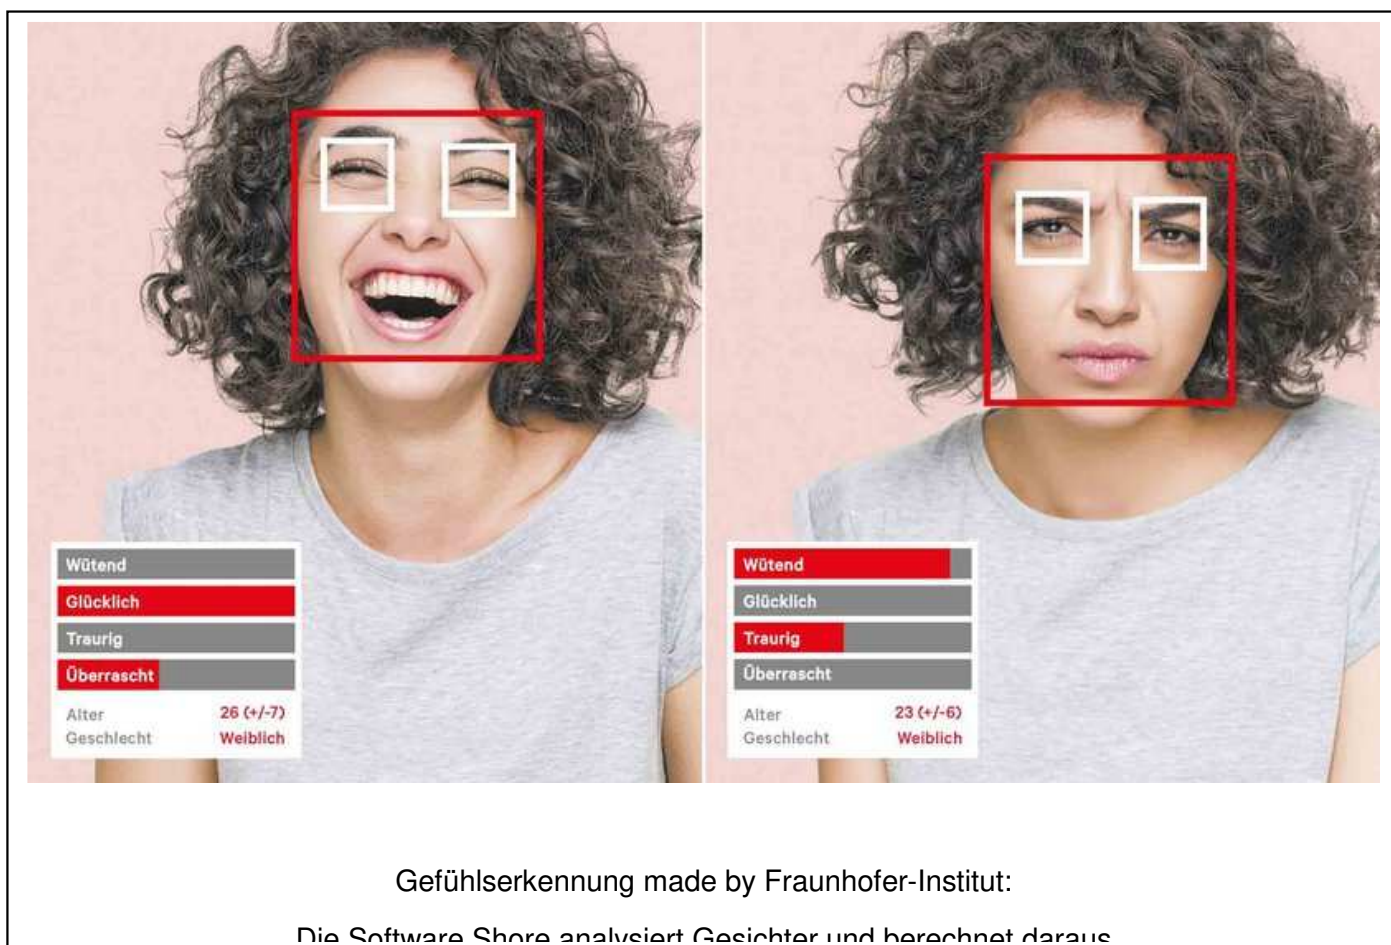 Wütend
Glücklich
Traurig
Überrascht
Alter 26 (+/-7)
Geschlecht Weiblich
Wütend
Glücklich
Traurig
Überrascht
Alter 23 (+/-6)
Geschlecht Weiblich
Gefühlserkennung made by Fraunhofer-Institut:
Die Software Shore analysiert Gesichter und berechnet daraus